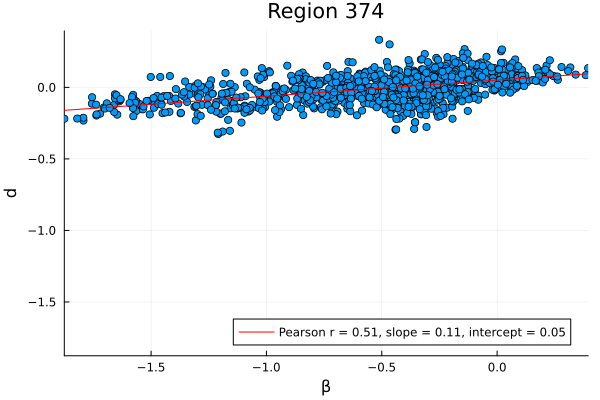 Region 374
d
0.0
−0.5
−1.0
−1.5
Pearson r = 0.51, slope = 0.11, intercept = 0.05
−1.5 −1.0 −0.5 0.0
β